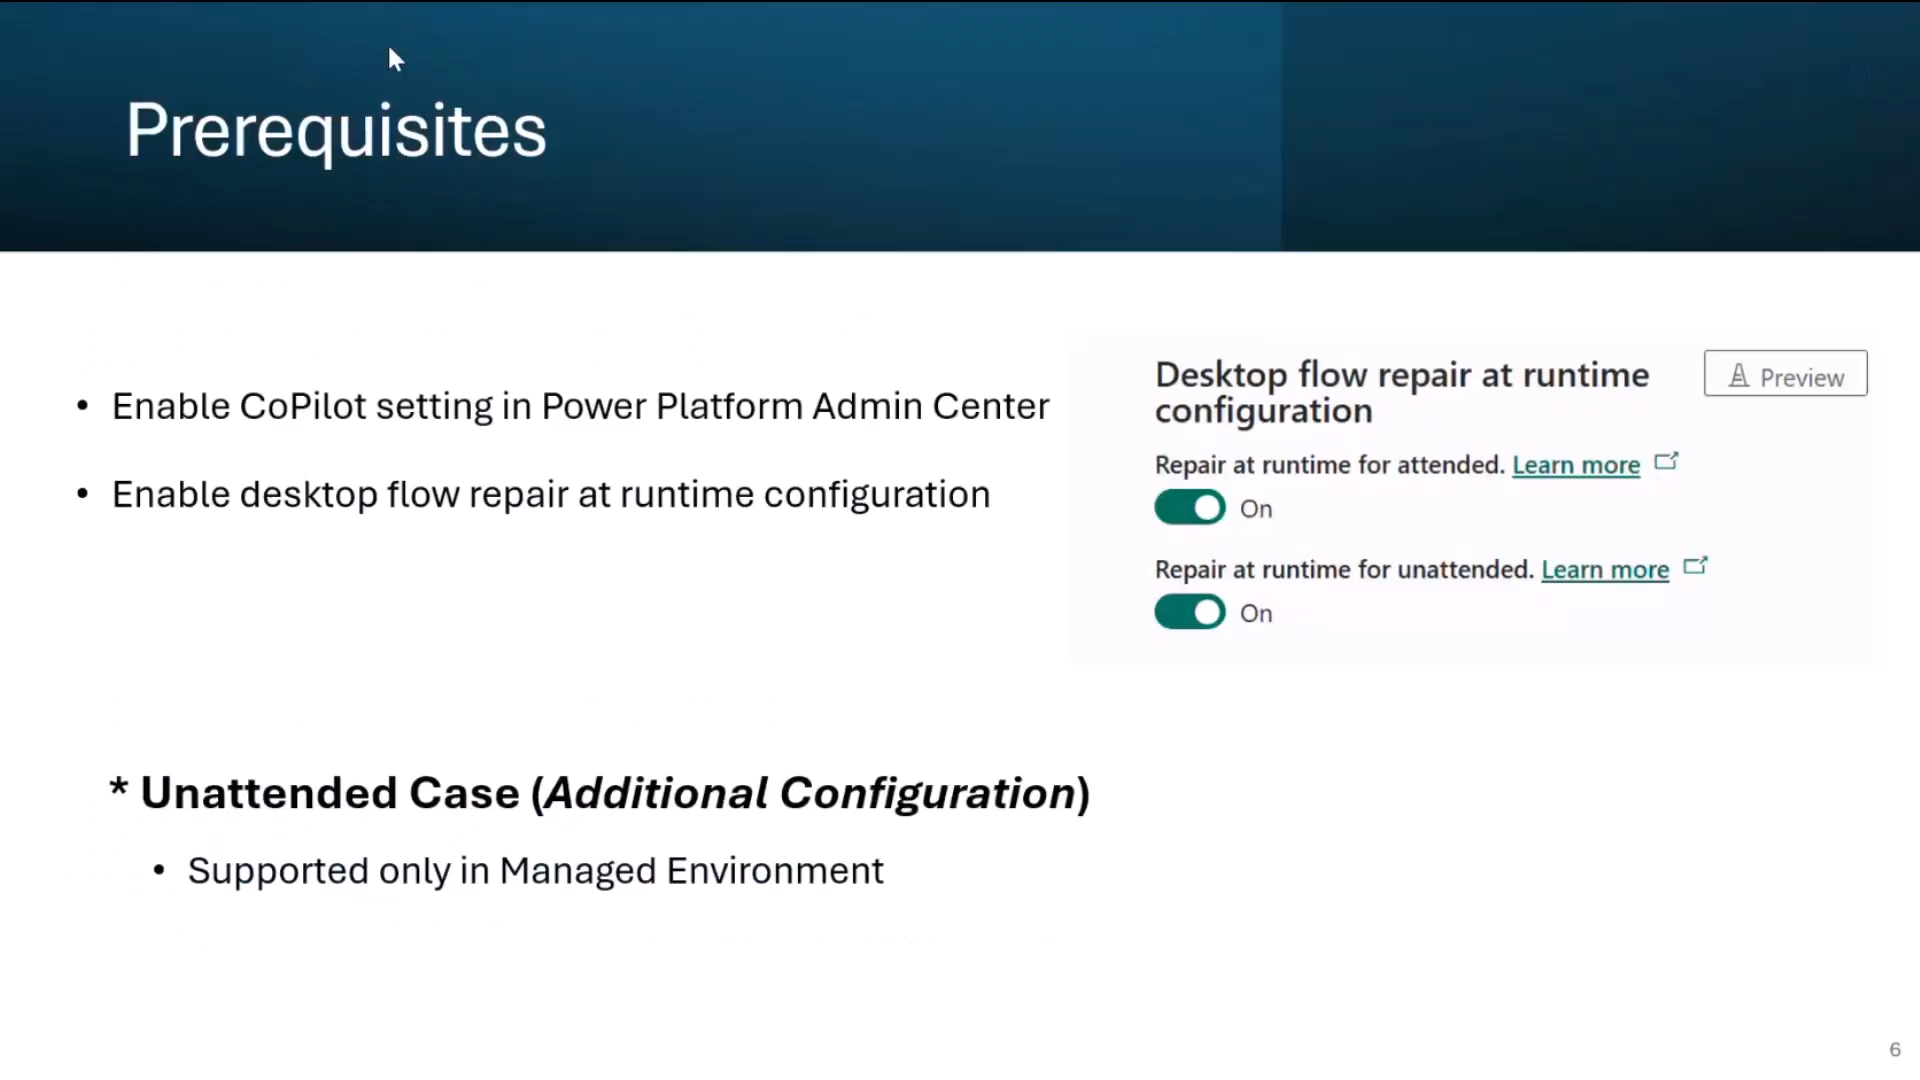 Prerequisites
• Enable CoPilot setting in Power Platform Admin Center
• Enable desktop flow repair at runtime configuration
Desktop flow repair at runtime
configuration
Preview
Repair at runtime for attended. Learn more
On
Repair at runtime for unattended. Learn more
On
* Unattended Case (Additional Configuration)
• Supported only in Managed Environment
6